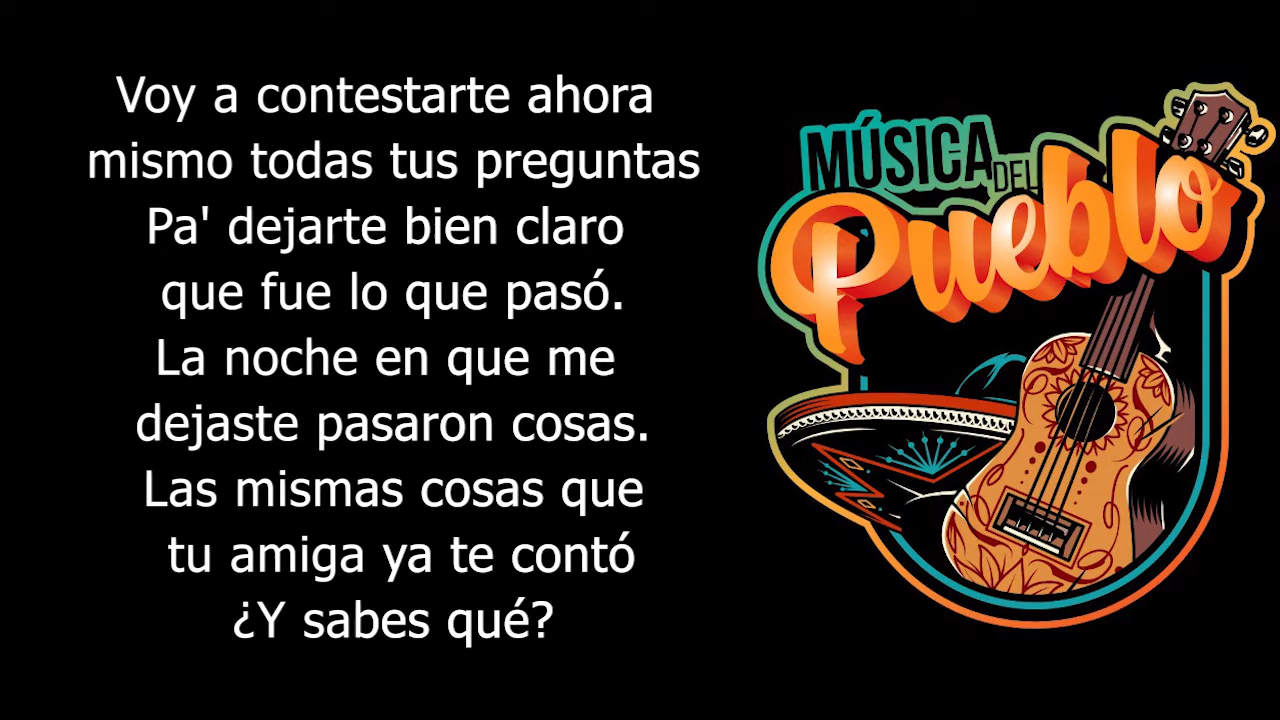 Voy a contestarte ahora
mismo todas tus preguntas
Pa' dejarte bien claro
que fue lo que pasó.
La noche en que me
dejaste pasaron cosas.
Las mismas cosas que
tu amiga ya te contó
¿Y sabes qué?
MÚSICA DEL
Pueblo